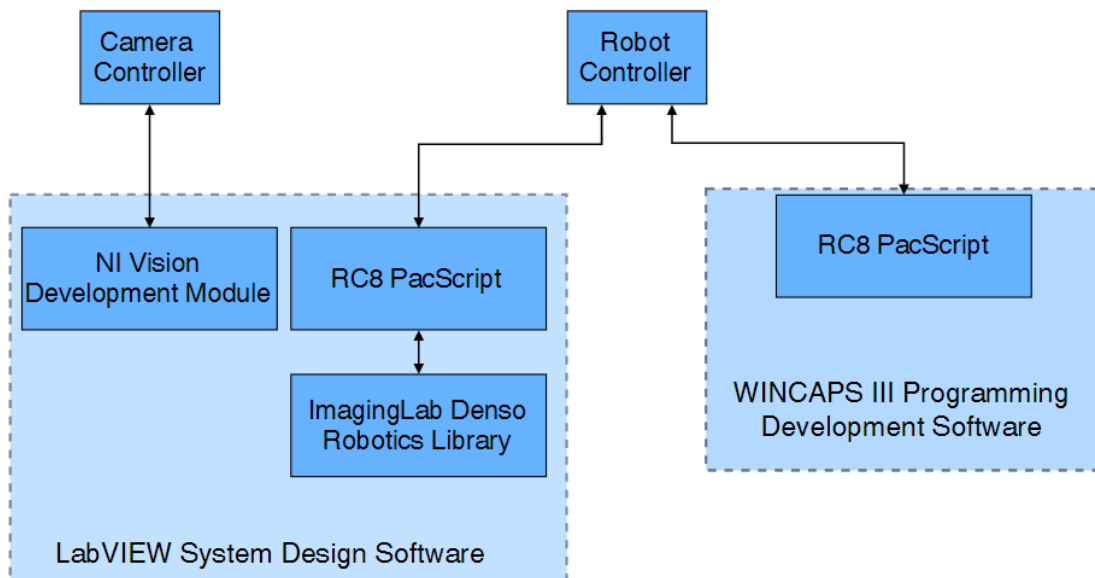 Camera
Controller
Robot
Controller
NI Vision
Development Module
RC8 PacScript
ImagingLab Denso
Robotics Library
LabVIEW System Design Software
RC8 PacScript
WINCAPS III Programming
Development Software